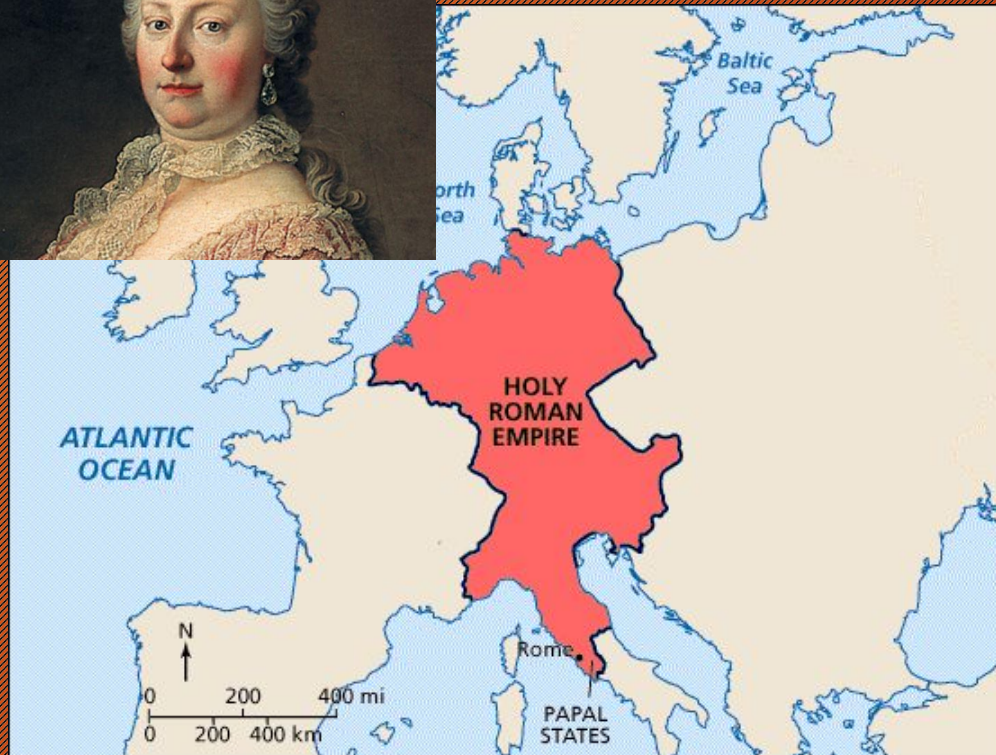 Baltic
Sea
orth
Sea
HOLY
ROMAN
EMPIRE
ATLANTIC
OCEAN
N
Rome
0 200 400 mi
0 200 400 km
PAPAL
STATES